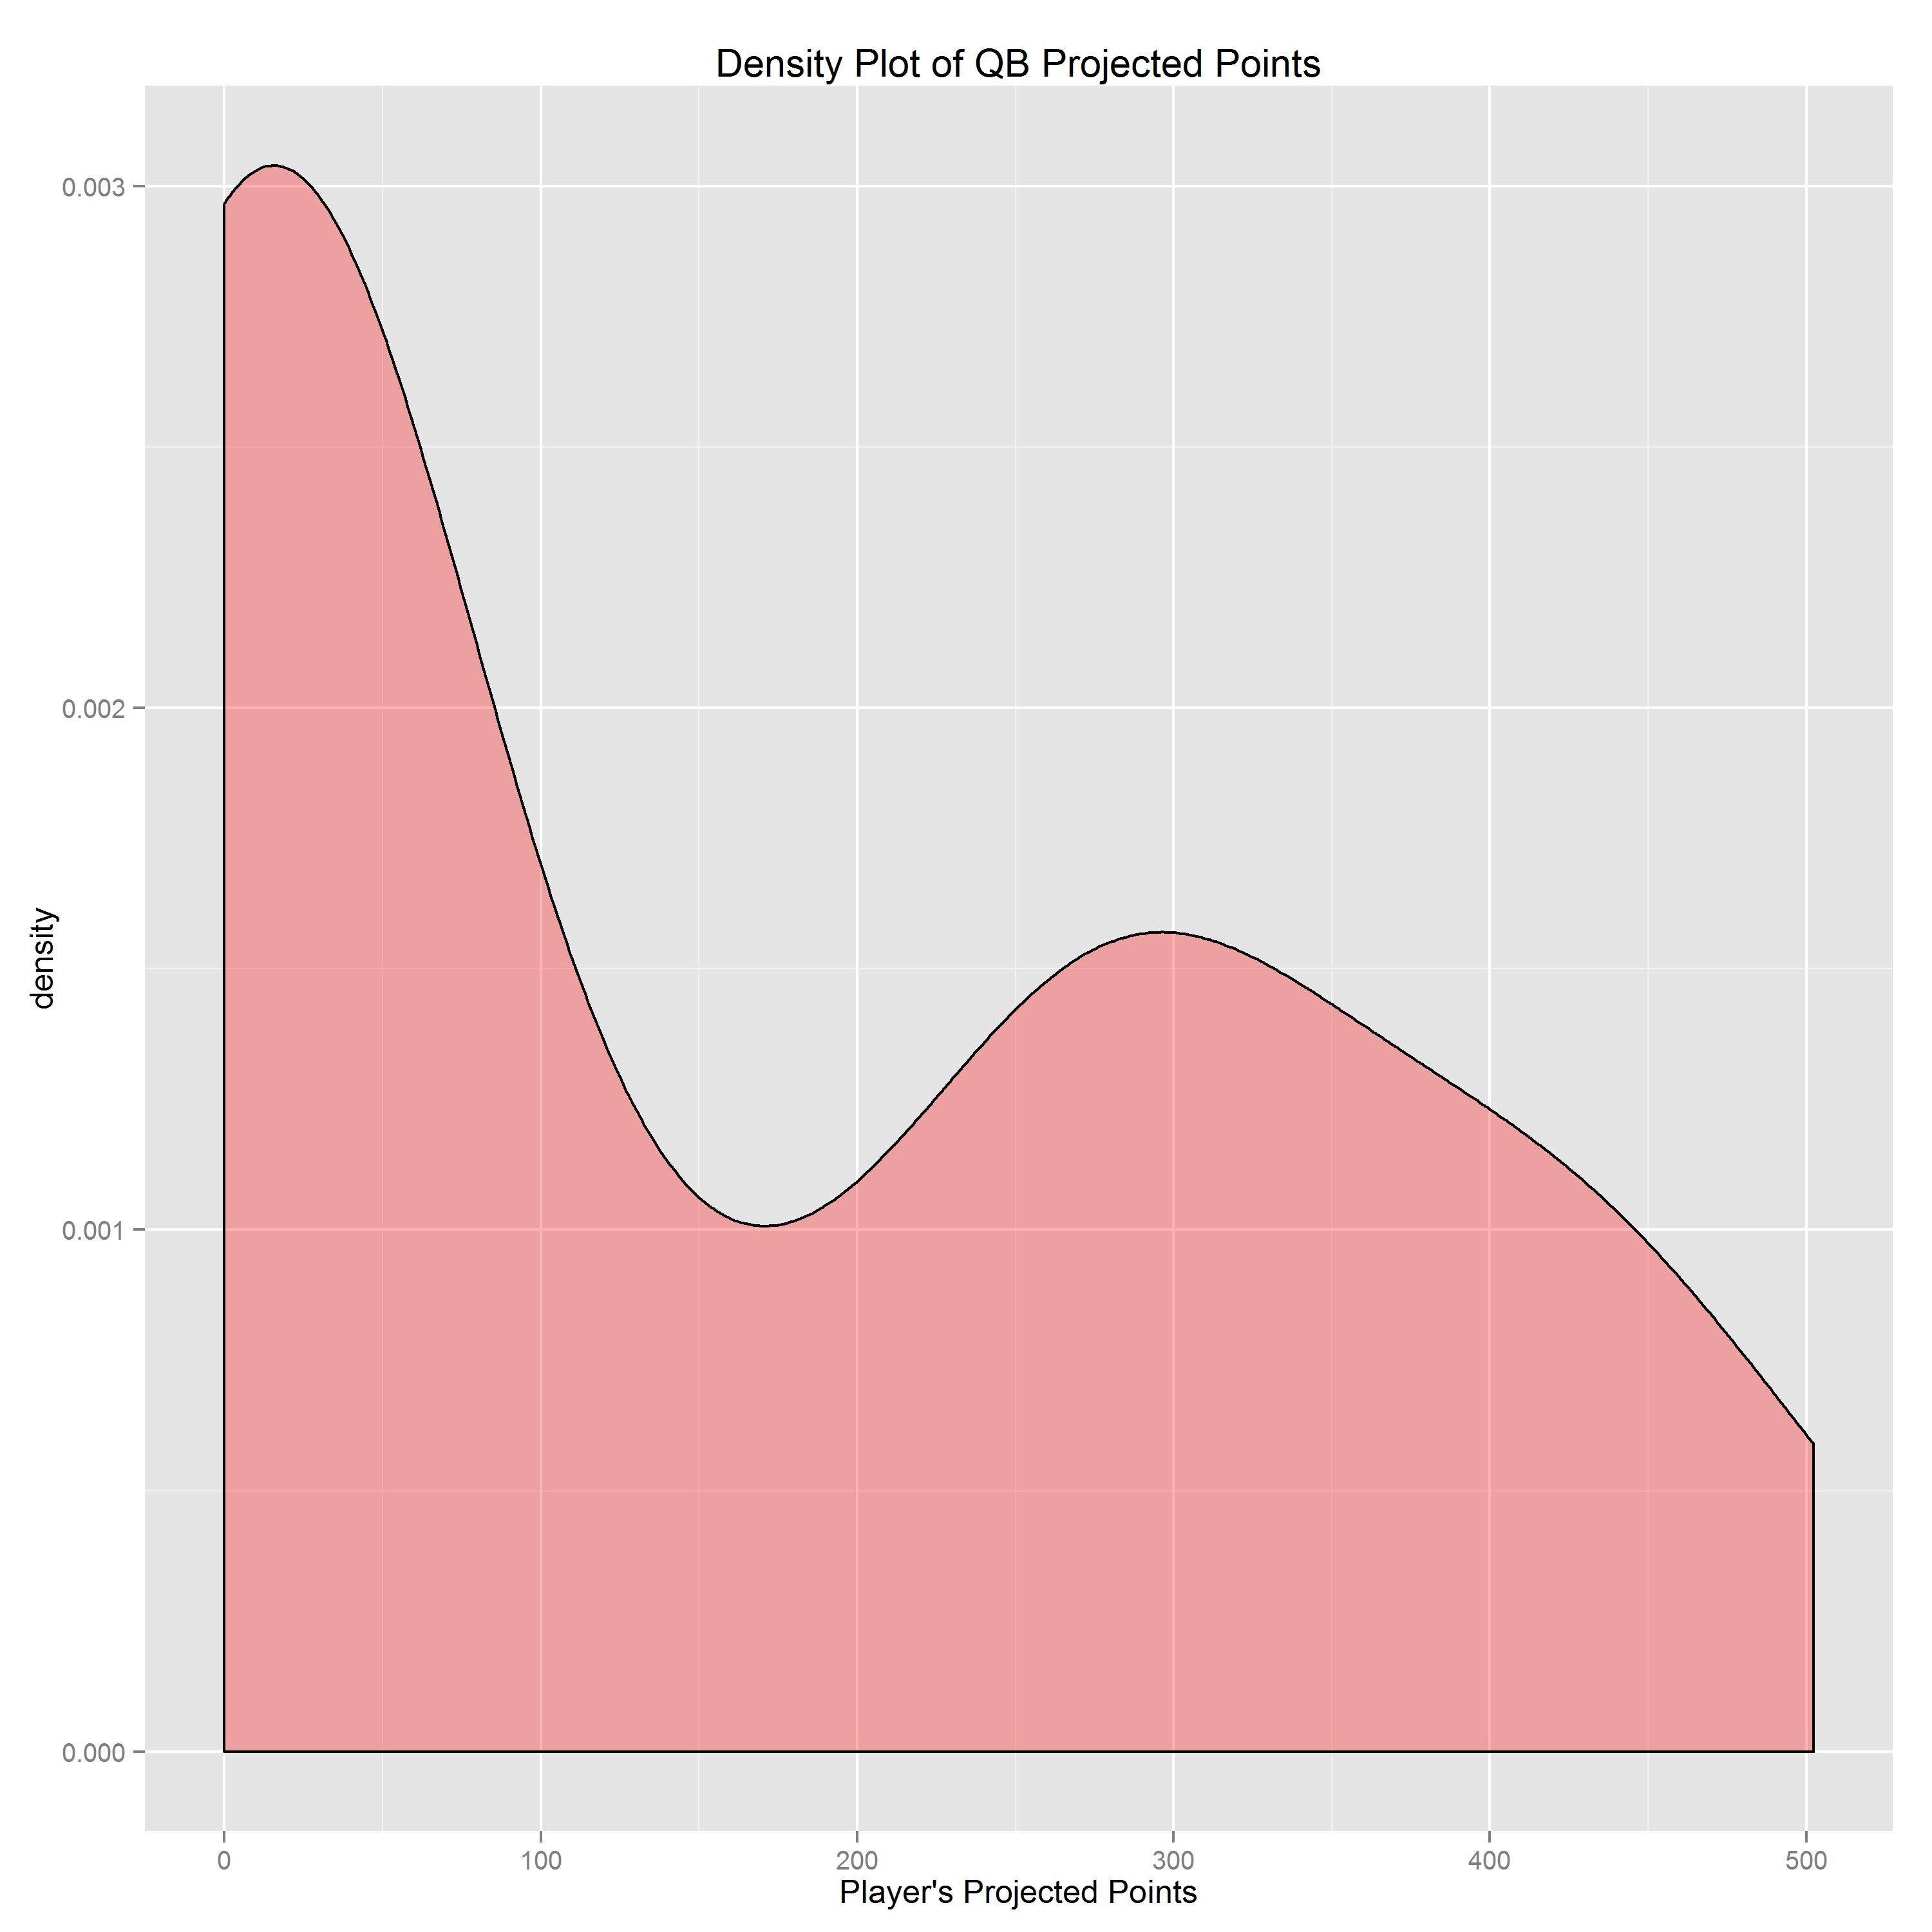 Density Plot of QB Projected Points
0.003
0.002
0.001
0.000
density
0 100 200 300 400 500
Player's Projected Points